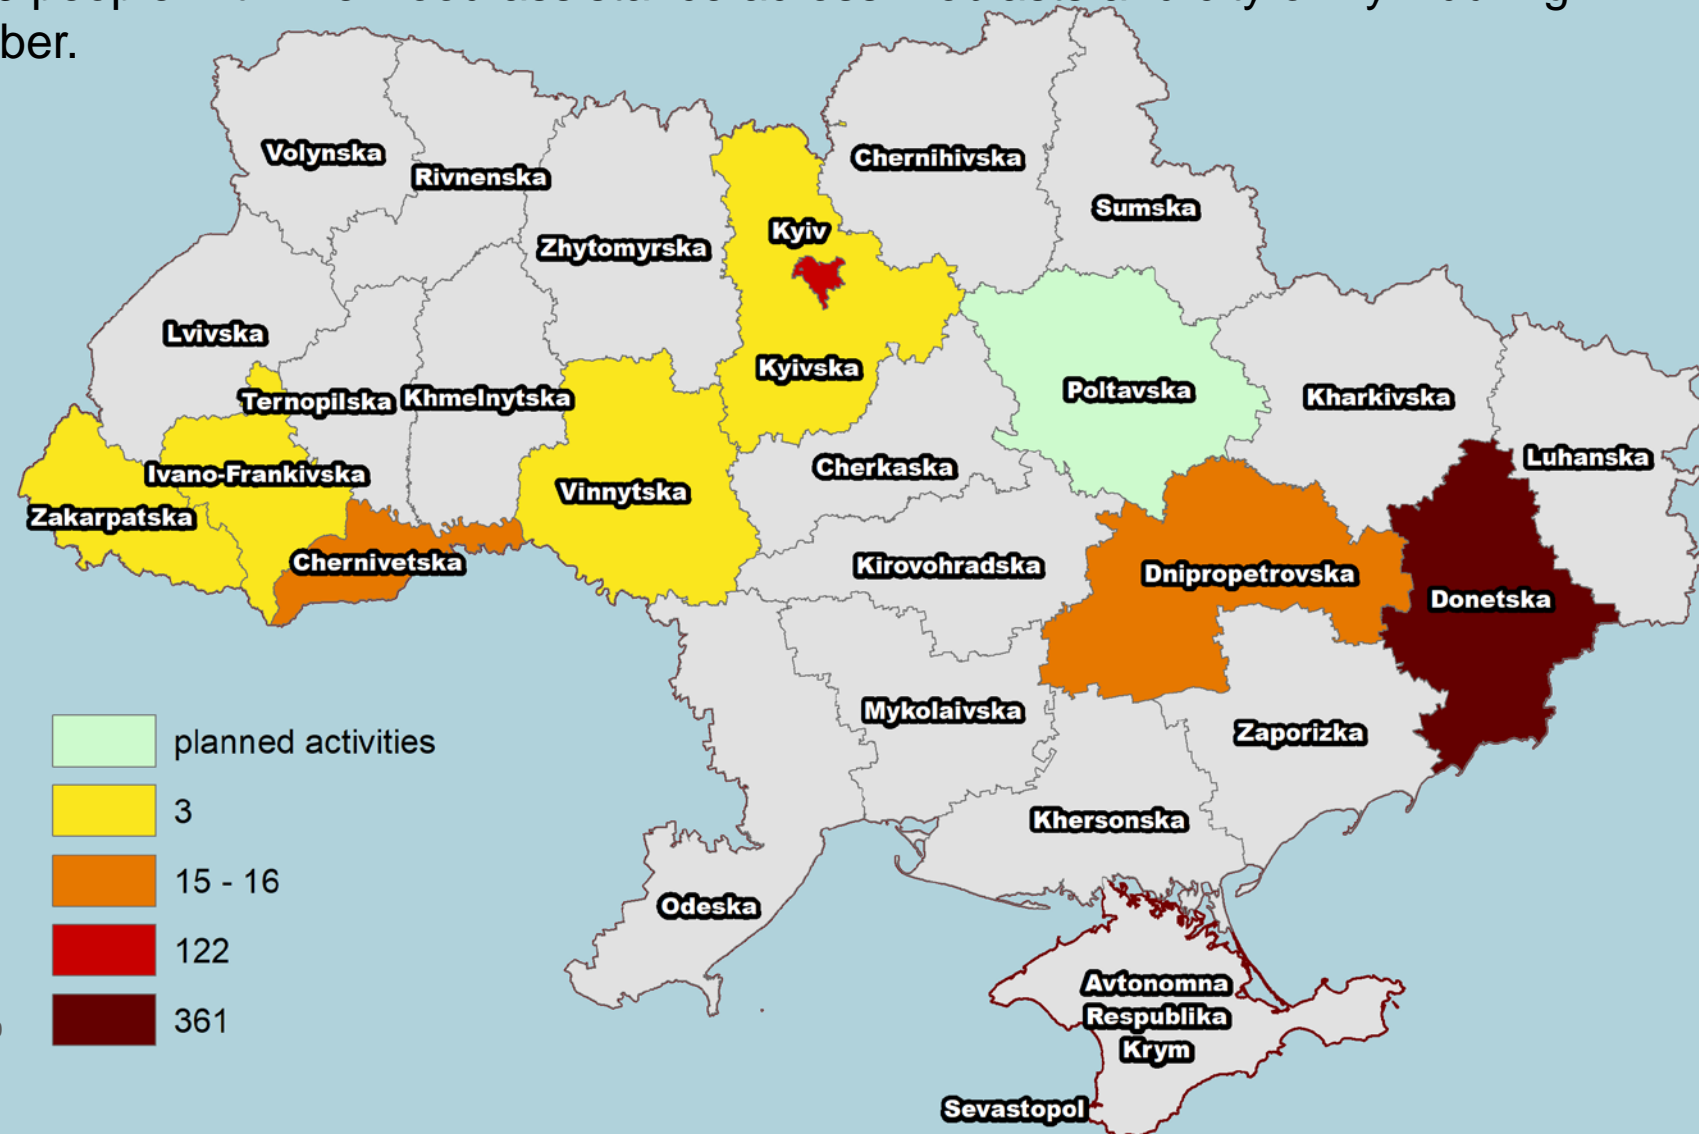 ber.
Volynska
Rivnenska
Chernihivska
Sumska
Zhytomyrska
Kyiv
Lvivska
Kyivska
Poltavska
Kharkivska
Ternopilska
Khmelnytska
Luhanska
Cherkaska
Ivano-Frankivska
Vinnytska
Zakarpatska
Chernivetska
Kirovohradska
Dnipropetrovska
Donetska
Mykolaivska
Zaporizka
Khersonska
Odeska
Avtonomna
Respublika
Krym
Sevastopol
planned activities
3
15 - 16
122
361